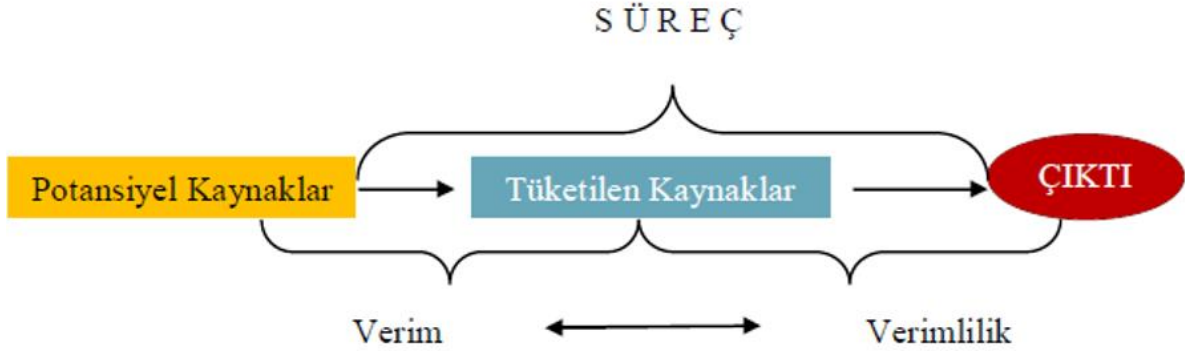 S Ü R E Ç
Potansiyel Kaynaklar
Tüketilen Kaynaklar
ÇIKTI
Verim
Verimlilik